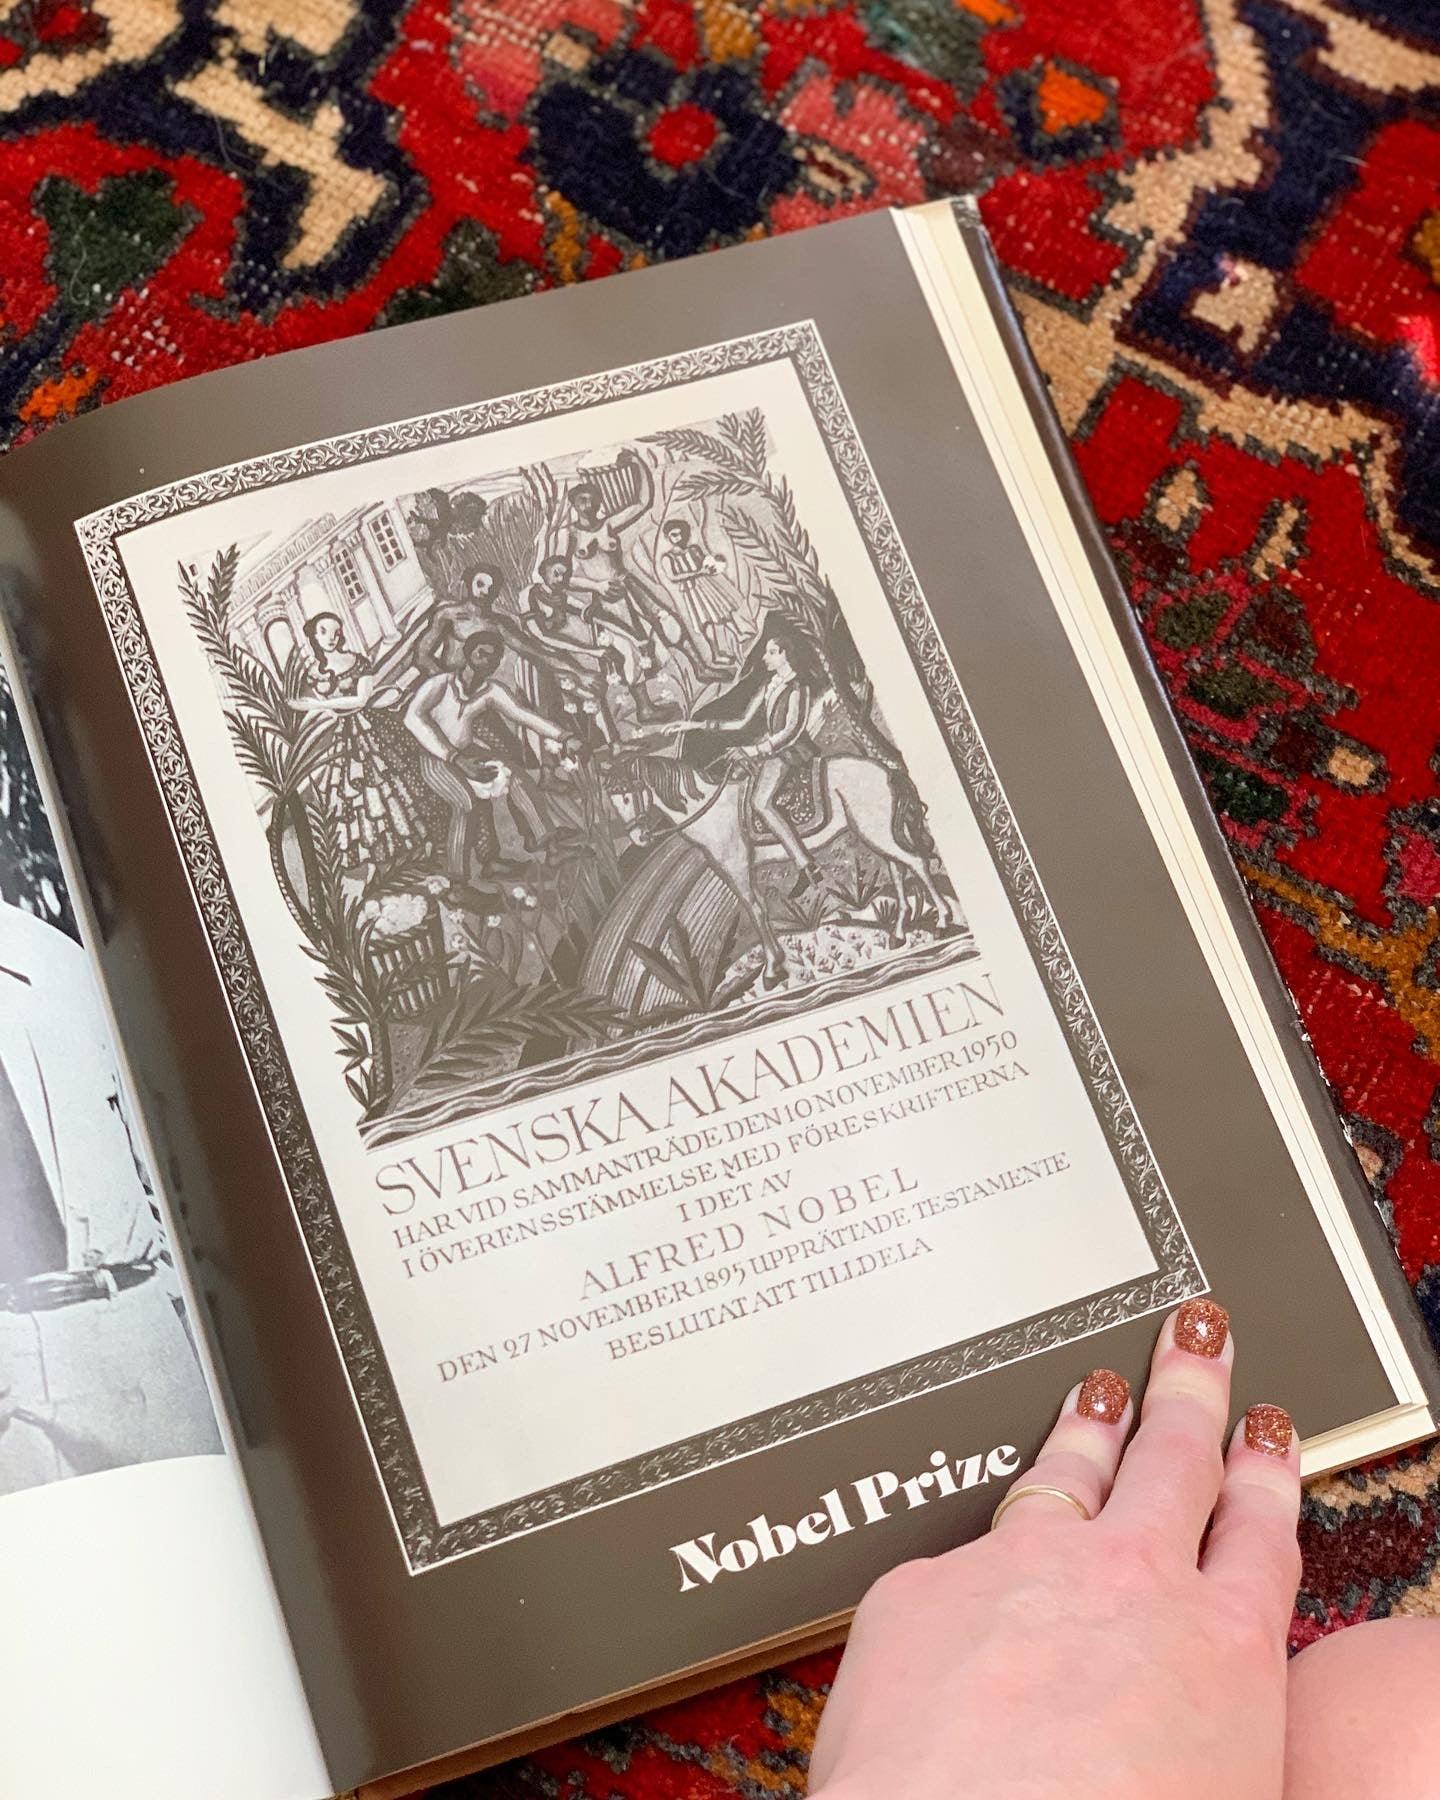 SVENSKA AKADEMIEN
HAR VID SAMMANTRÄDE DEN 10 NOVEMBER 1950
I ÖVERENSSTÄMMELSE MED FÖRESKRIFTERNA
I DET AV
ALFRED NOBEL
DEN 27 NOVEMBER 1895 UPPRÄTTADE TESTAMENTE
BESLUTAT ATT TILLDELA
Nobel Prize